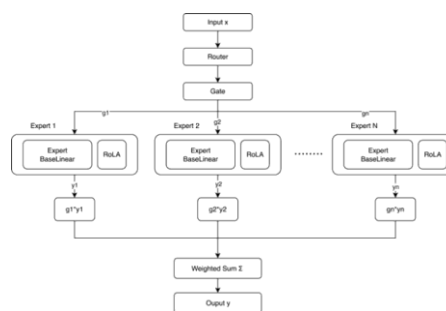 Input x
Router
Gate
g1
g2
gn
Expert 1
Expert 2
Expert N
Expert BaseLinear
RoLA
Expert BaseLinear
RoLA
........
Expert BaseLinear
RoLA
y1
y2
yn
g1*y1
g2*y2
gn*yn
Weighted Sum Σ
Ouput y